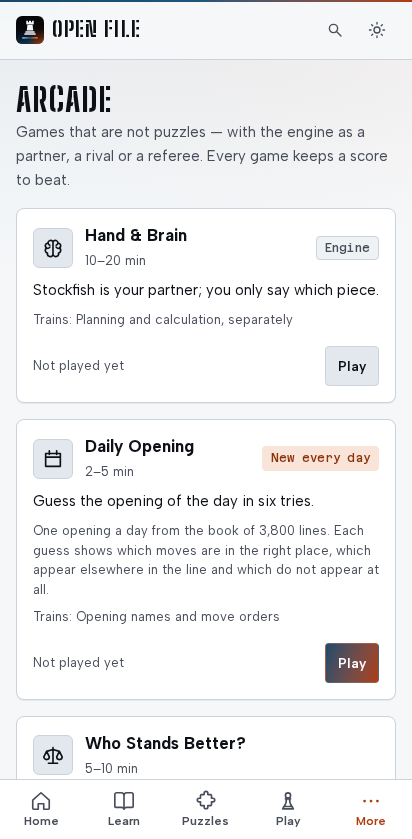 OPEN FILE
ARCADE
Games that are not puzzles — with the engine as a
partner, a rival or a referee. Every game keeps a score
to beat.
Hand & Brain
10–20 min
Engine
Stockfish is your partner; you only say which piece.
Trains: Planning and calculation, separately
Not played yet
Play
Daily Opening
2–5 min
New every day
Guess the opening of the day in six tries.
One opening a day from the book of 3,800 lines. Each
guess shows which moves are in the right place, which
appear elsewhere in the line and which do not appear at
all.
Trains: Opening names and move orders
Not played yet
Play
Who Stands Better?
5–10 min
Home
Learn
Puzzles
Play
More